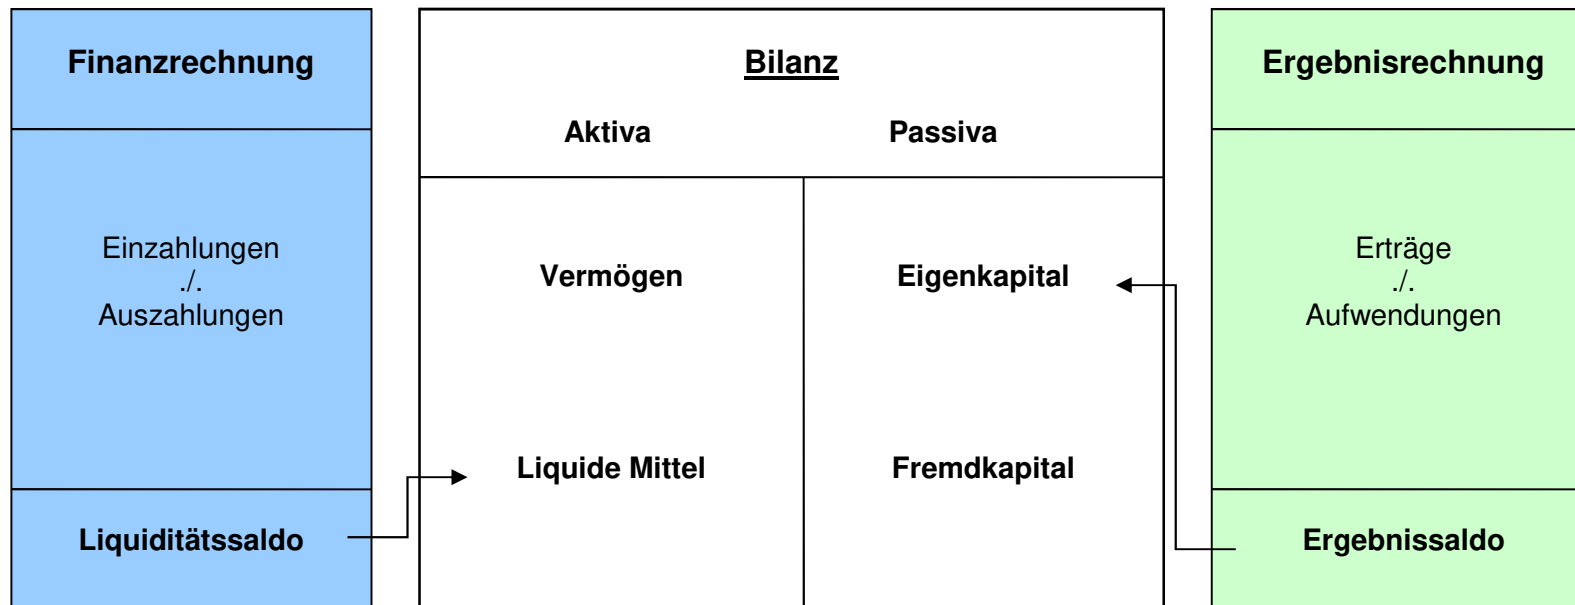 Finanzrechnung
Einzahlungen
./.
Auszahlungen
Liquiditätssaldo
Bilanz
Aktiva Passiva
Vermögen Eigenkapital
Liquide Mittel Fremdkapital
Ergebnisrechnung
Erträge
./.
Aufwendungen
Ergebnissaldo